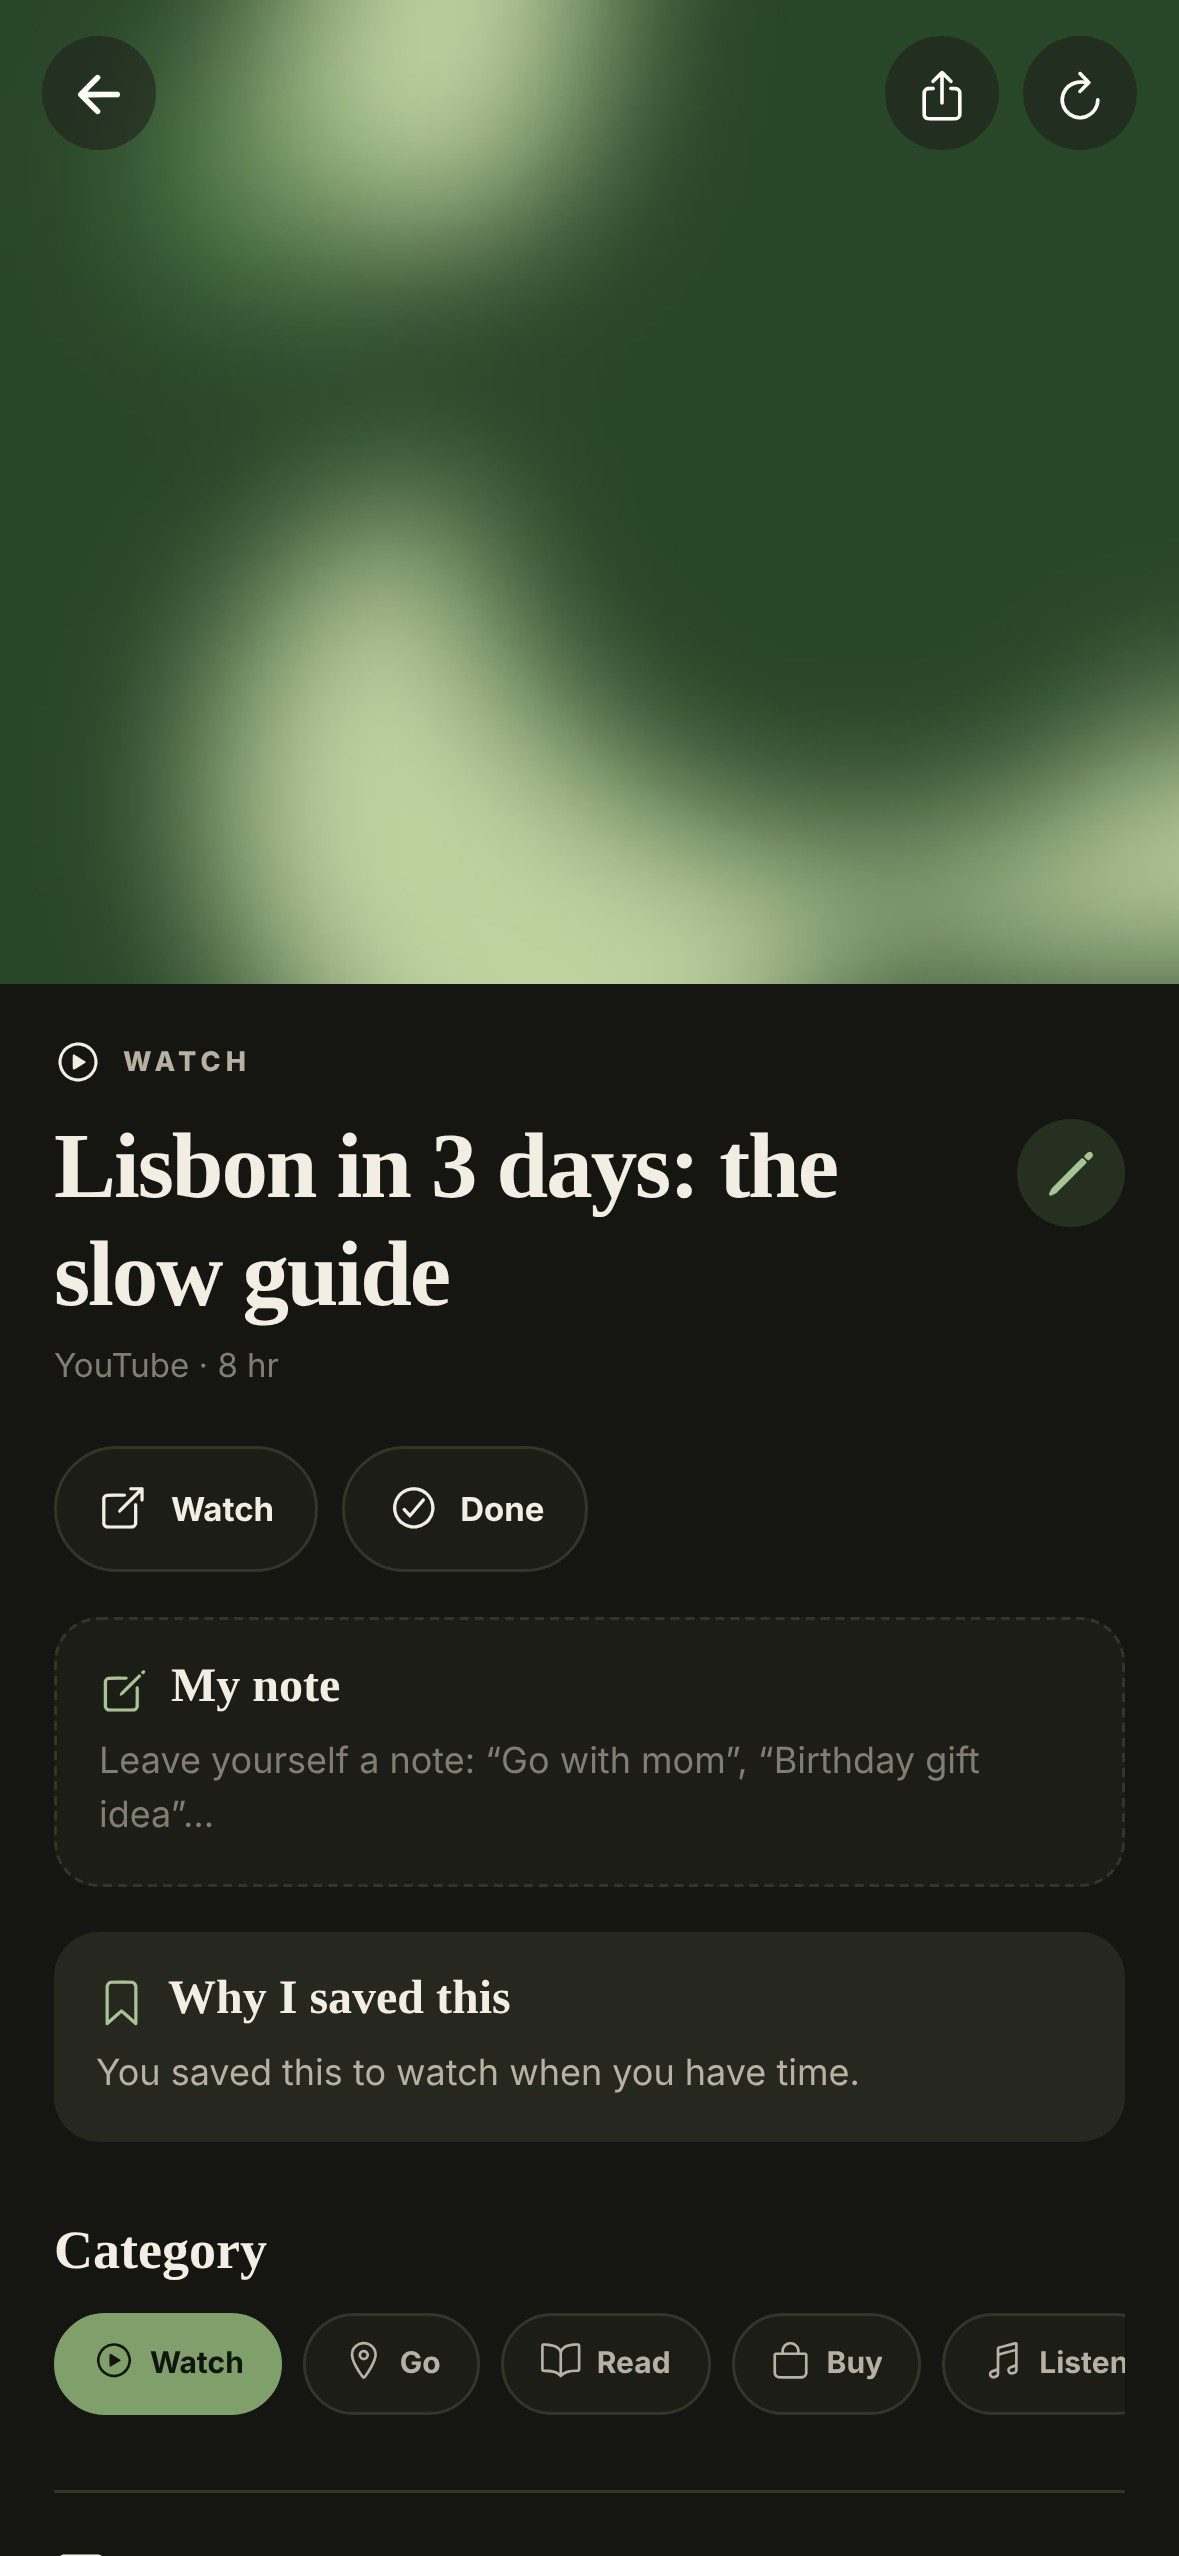 WATCH
Lisbon in 3 days: the
slow guide
YouTube · 8 hr
Watch
Done
My note
Leave yourself a note: “Go with mom”, “Birthday gift
idea”...
Why I saved this
You saved this to watch when you have time.
Category
Watch
Go
Read
Buy
Listen